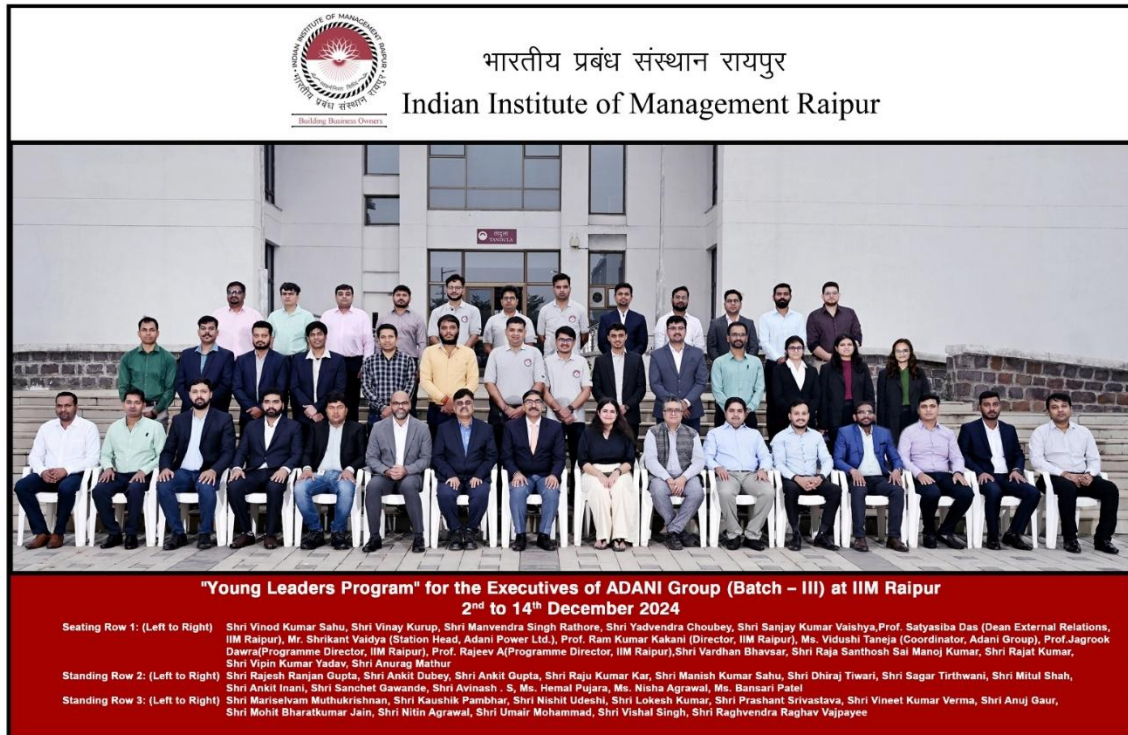 INDIAN INSTITUTE OF MANAGEMENT RAIPUR
भारतीय प्रबंध संस्थान रायपुर
Building Business Owners
भारतीय प्रबंध संस्थान रायपुर
Indian Institute of Management Raipur
TANDULA
"Young Leaders Program" for the Executives of ADANI Group (Batch – III) at IIM Raipur
2nd to 14th December 2024
Seating Row 1: (Left to Right) Shri Vinod Kumar Sahu, Shri Vinay Kurup, Shri Manvendra Singh Rathore, Shri Yadvendra Choubey, Shri Sanjay Kumar Vaishya,Prof. Satyasiba Das (Dean External Relations,
IIM Raipur), Mr. Shrikant Vaidya (Station Head, Adani Power Ltd.), Prof. Ram Kumar Kakani (Director, IIM Raipur), Ms. Vidushi Taneja (Coordinator, Adani Group), Prof.Jagrook
Dawra(Programme Director, IIM Raipur), Prof. Rajeev A(Programme Director, IIM Raipur),Shri Vardhan Bhavsar, Shri Raja Santhosh Sai Manoj Kumar, Shri Rajat Kumar,
Shri Vipin Kumar Yadav, Shri Anurag Mathur
Standing Row 2: (Left to Right) Shri Rajesh Ranjan Gupta, Shri Ankit Dubey, Shri Ankit Gupta, Shri Raju Kumar Kar, Shri Manish Kumar Sahu, Shri Dhiraj Tiwari, Shri Sagar Tirthwani, Shri Mitul Shah,
Shri Ankit Inani, Shri Sanchet Gawande, Shri Avinash . S, Ms. Hemal Pujara, Ms. Nisha Agrawal, Ms. Bansari Patel
Standing Row 3: (Left to Right) Shri Mariselvam Muthukrishnan, Shri Kaushik Pambhar, Shri Nishit Udeshi, Shri Lokesh Kumar, Shri Prashant Srivastava, Shri Vineet Kumar Verma, Shri Anuj Gaur,
Shri Mohit Bharatkumar Jain, Shri Nitin Agrawal, Shri Umair Mohammad, Shri Vishal Singh, Shri Raghvendra Raghav Vajpayee